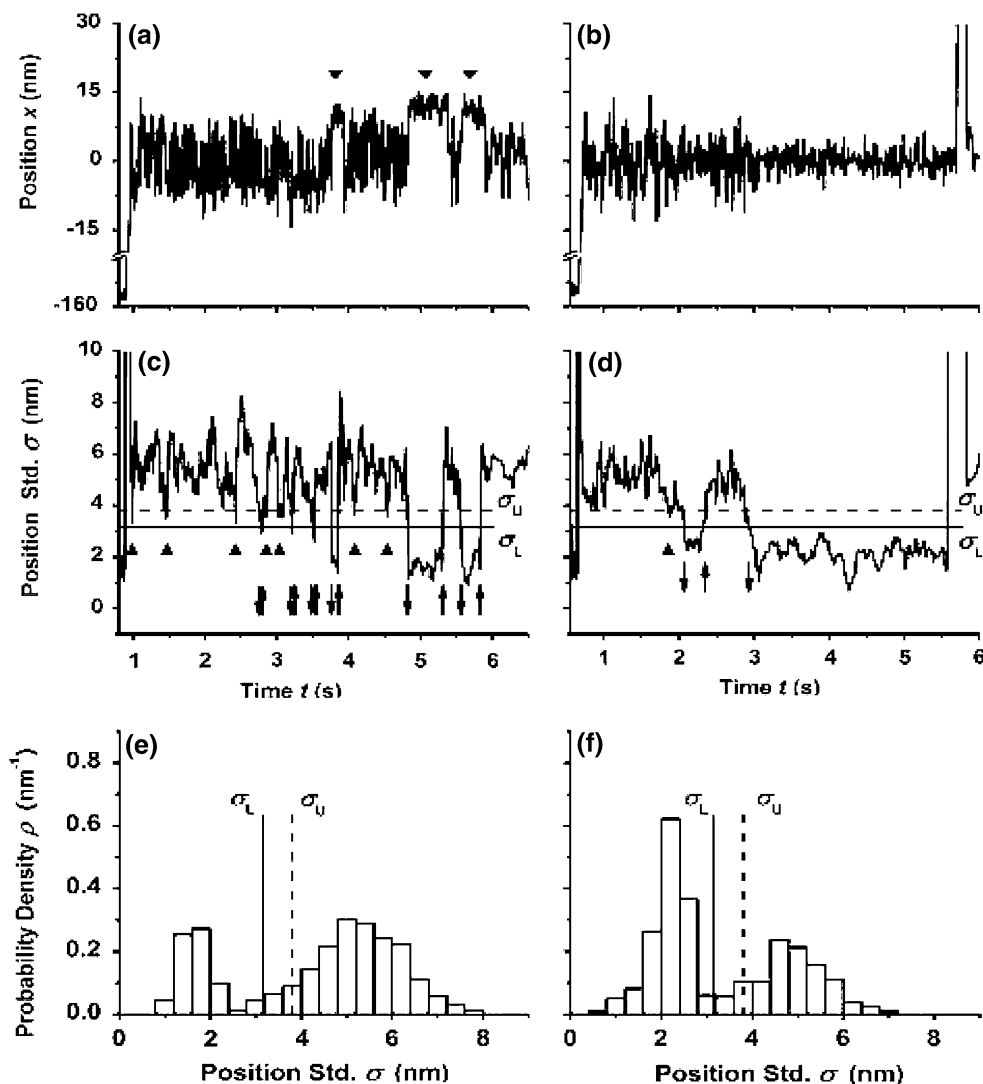 (a)
(b)
Position x (nm)
30
15
0
-15
-160
(c)
(d)
Position Std. σ (nm)
10
8
6
4
2
0
σU
σL
σU
σL
1 2 3 4 5 6
1 2 3 4 5 6
Time t (s)
Time t (s)
(e)
(f)
Probability Density ρ (nm-1)
0.8
0.6
0.4
0.2
0.0
σL
σU
σL
σU
0 2 4 6 8
0 2 4 6 8
Position Std. σ (nm)
Position Std. σ (nm)